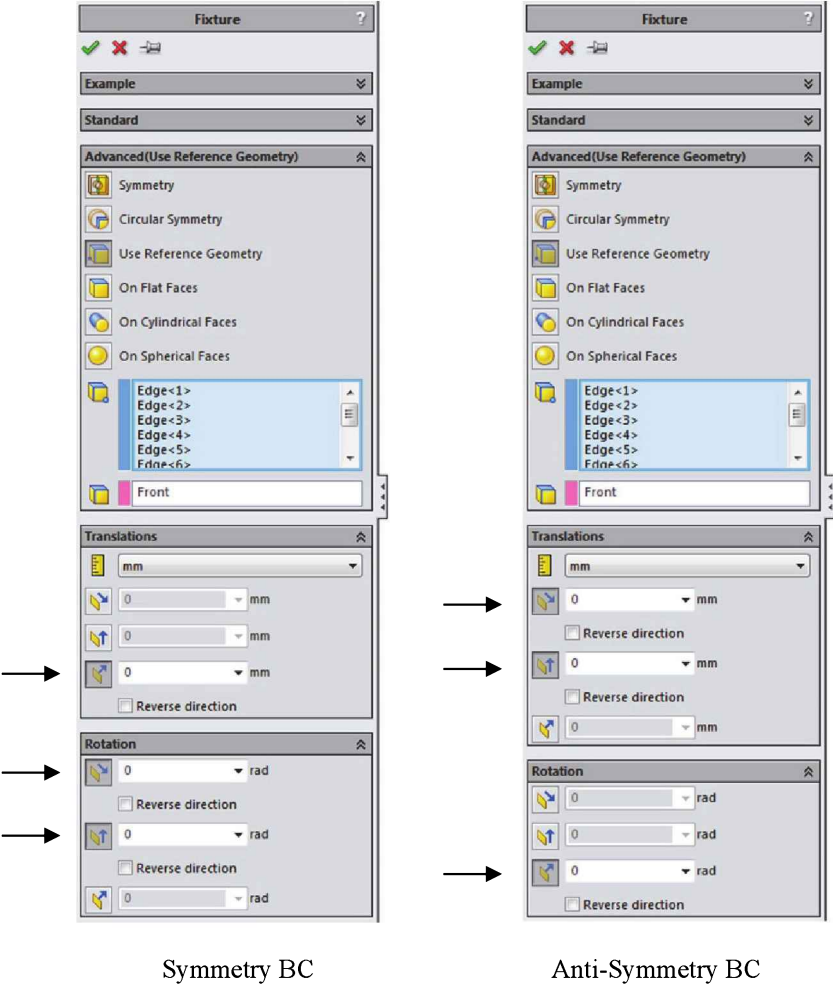 Fixture ?
Example
Standard
Advanced(Use Reference Geometry)
Symmetry
Circular Symmetry
Use Reference Geometry
On Flat Faces
On Cylindrical Faces
On Spherical Faces
Edge<1>
Edge<2>
Edge<3>
Edge<4>
Edge<5>
Edge<6>
Front
Translations
mm
0 mm
0 mm
0 mm
Reverse direction
Rotation
0 rad
Reverse direction
0 rad
Reverse direction
0 rad
Symmetry BC
Fixture ?
Example
Standard
Advanced(Use Reference Geometry)
Symmetry
Circular Symmetry
Use Reference Geometry
On Flat Faces
On Cylindrical Faces
On Spherical Faces
Edge<1>
Edge<2>
Edge<3>
Edge<4>
Edge<5>
Edge<6>
Front
Translations
mm
0 mm
Reverse direction
0 mm
Reverse direction
0 mm
Rotation
0 rad
0 rad
0 rad
Reverse direction
Anti-Symmetry BC